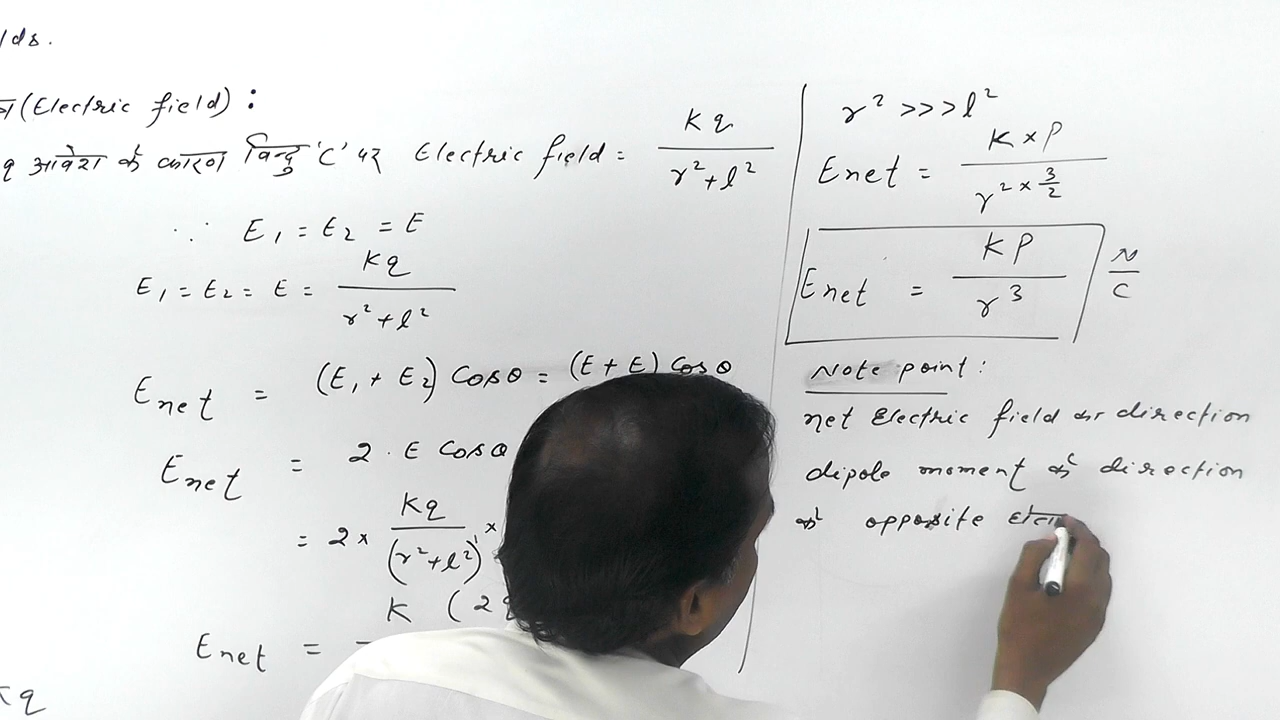 lds.
(Electric field) :
q आवेश के कारण बिन्दु 'C' पर Electric field = Kq / r²+l²
∵ E₁ = E₂ = E
E₁ = E₂ = E = Kq / r²+l²
Enet = (E₁ + E₂) Cosθ = (E + E) Cosθ
Enet = 2 . E Cosθ
= 2 × Kq / (r²+l²)¹ ×
Enet = K (2q
q
r² >>> l²
Enet = K × P / r^(2 × 3/2)
Enet = KP / r³ N/C
Note point :
net Electric field का direction
dipole moment के direction
के opposite